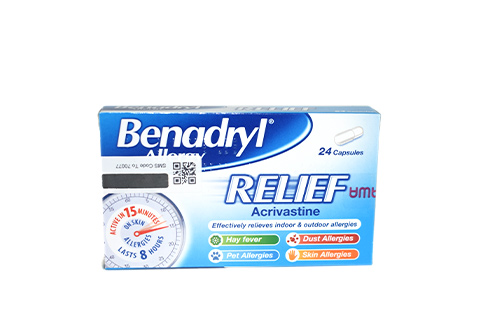 Benadryl®
Allergy
24 Capsules
SMS Code To 70077
RELIEF
Acrivastine
Effectively relieves indoor & outdoor allergies
Hay fever
Dust Allergies
Pet Allergies
Skin Allergies
ACTIVE IN 15 MINUTES*
ON SKIN
ALLERGIES
LASTS 8 HOURS